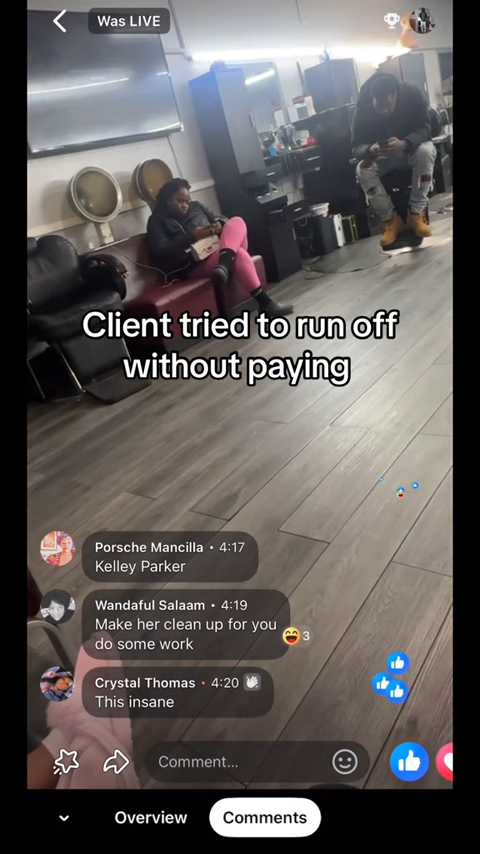 Was LIVE
Client tried to run off
without paying
Porsche Mancilla • 4:17
Kelley Parker
Wandaful Salaam • 4:19
Make her clean up for you
do some work
3
Crystal Thomas • 4:20
This insane
Comment...
Overview
Comments